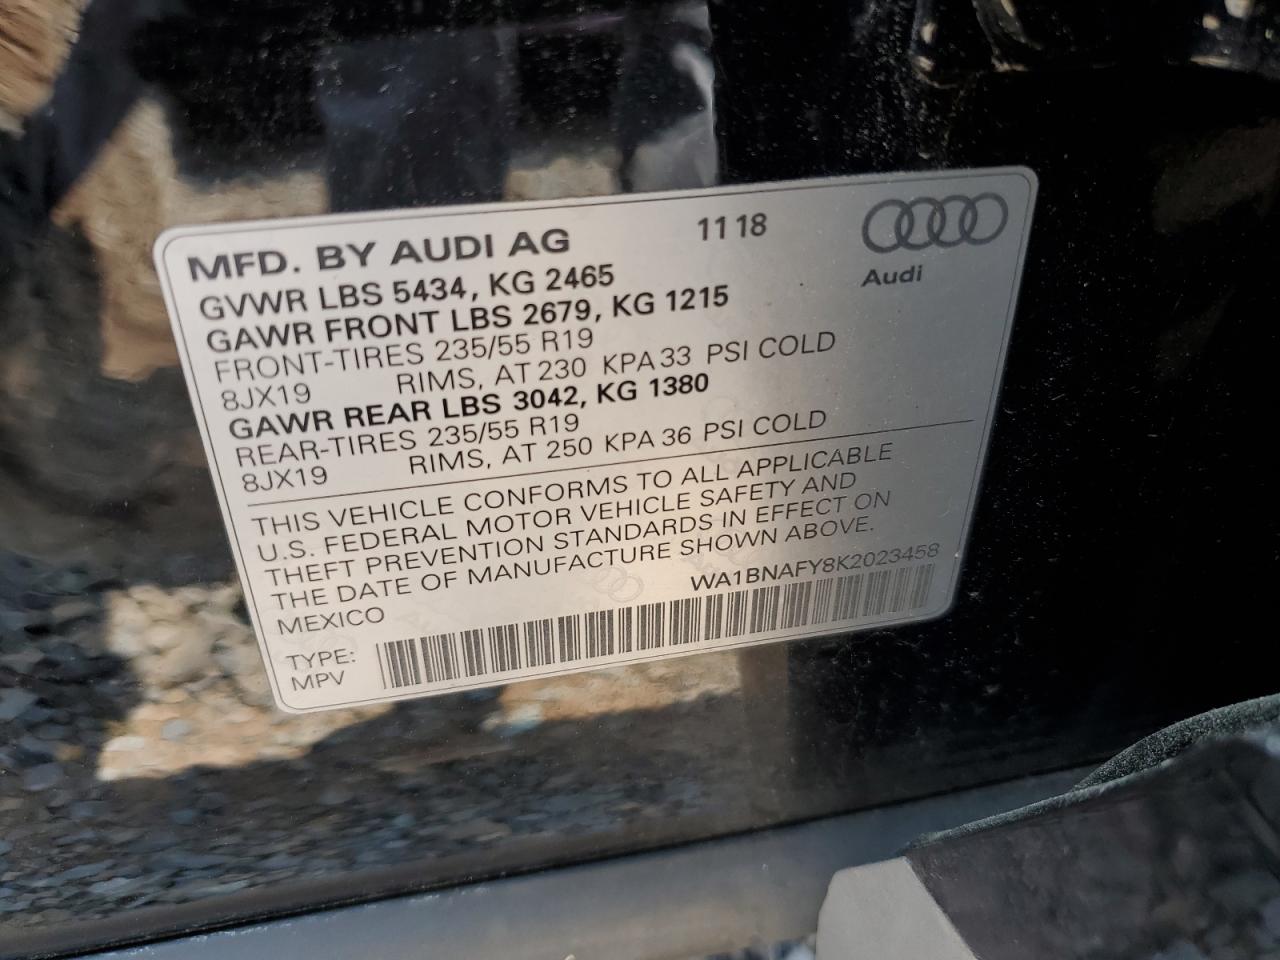 MFD. BY AUDI AG 11 18
Audi
GVWR LBS 5434, KG 2465
GAWR FRONT LBS 2679, KG 1215
FRONT-TIRES 235/55 R19
8JX19 RIMS, AT 230 KPA 33 PSI COLD
GAWR REAR LBS 3042, KG 1380
REAR-TIRES 235/55 R19
8JX19 RIMS, AT 250 KPA 36 PSI COLD
THIS VEHICLE CONFORMS TO ALL APPLICABLE
U.S. FEDERAL MOTOR VEHICLE SAFETY AND
THEFT PREVENTION STANDARDS IN EFFECT ON
THE DATE OF MANUFACTURE SHOWN ABOVE.
MEXICO WA1BNAFY8K2023458
TYPE:
MPV